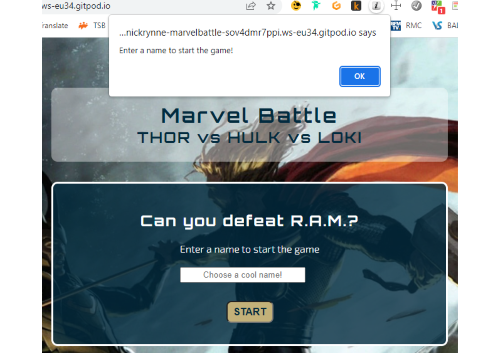 ws-eu34.gitpod.io
...nickrynne-marvelbattle-sov4dmr7ppi.ws-eu34.gitpod.io says
Enter a name to start the game!
OK
ranslate
TSB
RMC
BAI
Marvel Battle
THOR vs HULK vs LOKI
Can you defeat R.A.M.?
Enter a name to start the game
Choose a cool name!
START